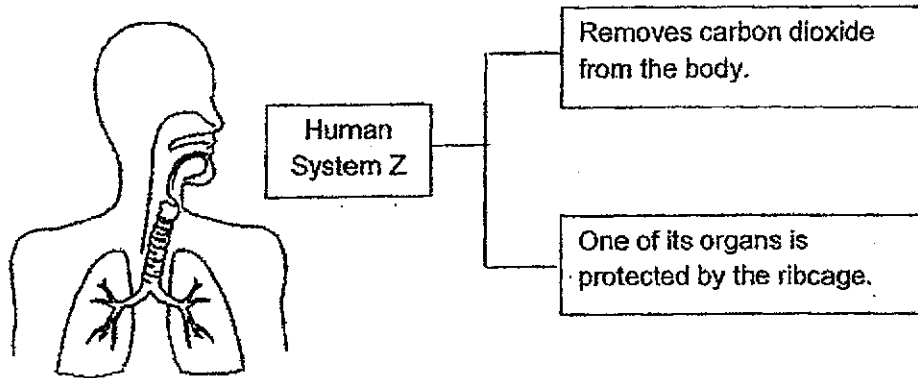 Removes carbon dioxide
from the body.
Human
System Z
One of its organs is
protected by the ribcage.